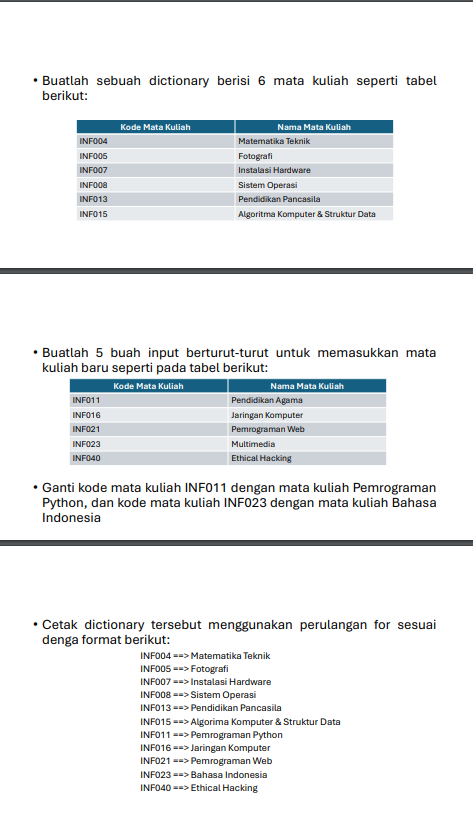 • Buatlah sebuah dictionary berisi 6 mata kuliah seperti tabel
berikut:
Kode Mata Kuliah Nama Mata Kuliah
INF004 Matematika Teknik
INF005 Fotografi
INF007 Instalasi Hardware
INF008 Sistem Operasi
INF013 Pendidikan Pancasila
INF015 Algoritma Komputer & Struktur Data
• Buatlah 5 buah input berturut-turut untuk memasukkan mata
kuliah baru seperti pada tabel berikut:
Kode Mata Kuliah Nama Mata Kuliah
INF011 Pendidikan Agama
INF016 Jaringan Komputer
INF021 Pemrograman Web
INF023 Multimedia
INF040 Ethical Hacking
• Ganti kode mata kuliah INF011 dengan mata kuliah Pemrograman
Python, dan kode mata kuliah INF023 dengan mata kuliah Bahasa
Indonesia
• Cetak dictionary tersebut menggunakan perulangan for sesuai
denga format berikut:
INF004 ==> Matematika Teknik
INF005 ==> Fotografi
INF007 ==> Instalasi Hardware
INF008 ==> Sistem Operasi
INF013 ==> Pendidikan Pancasila
INF015 ==> Algorima Komputer & Struktur Data
INF011 ==> Pemrograman Python
INF016 ==> Jaringan Komputer
INF021 ==> Pemrograman Web
INF023 ==> Bahasa Indonesia
INF040 ==> Ethical Hacking